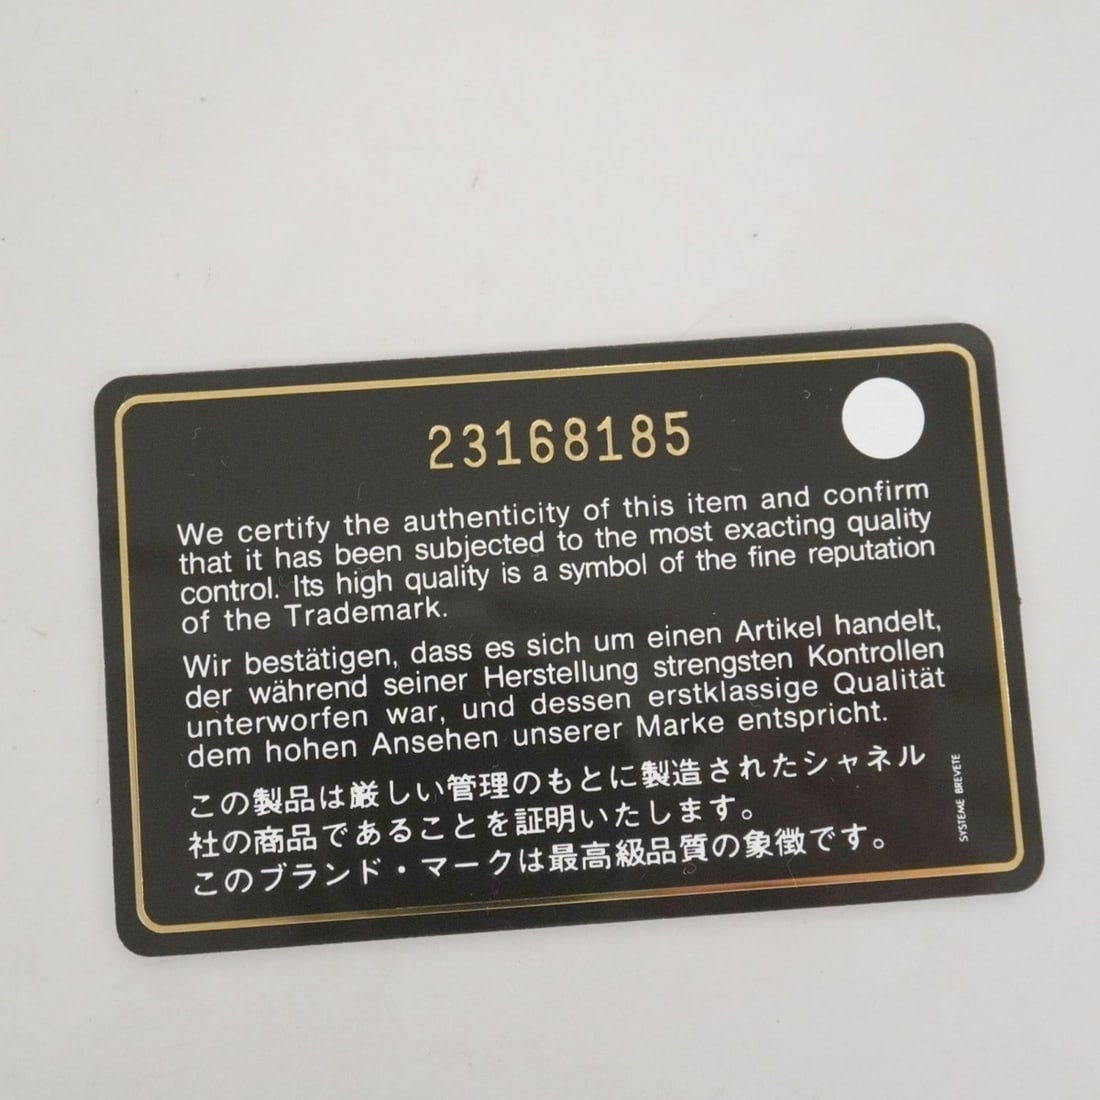 23168185
We certify the authenticity of this item and confirm
that it has been subjected to the most exacting quality
control. Its high quality is a symbol of the fine reputation
of the Trademark.
Wir bestätigen, dass es sich um einen Artikel handelt,
der während seiner Herstellung strengsten Kontrollen
unterworfen war, und dessen erstklassige Qualität
dem hohen Ansehen unserer Marke entspricht.
この製品は厳しい管理のもとに製造されたシャネル
社の商品であることを証明いたします。
このブランド・マークは最高級品質の象徴です。
SYSTEME BREVETE